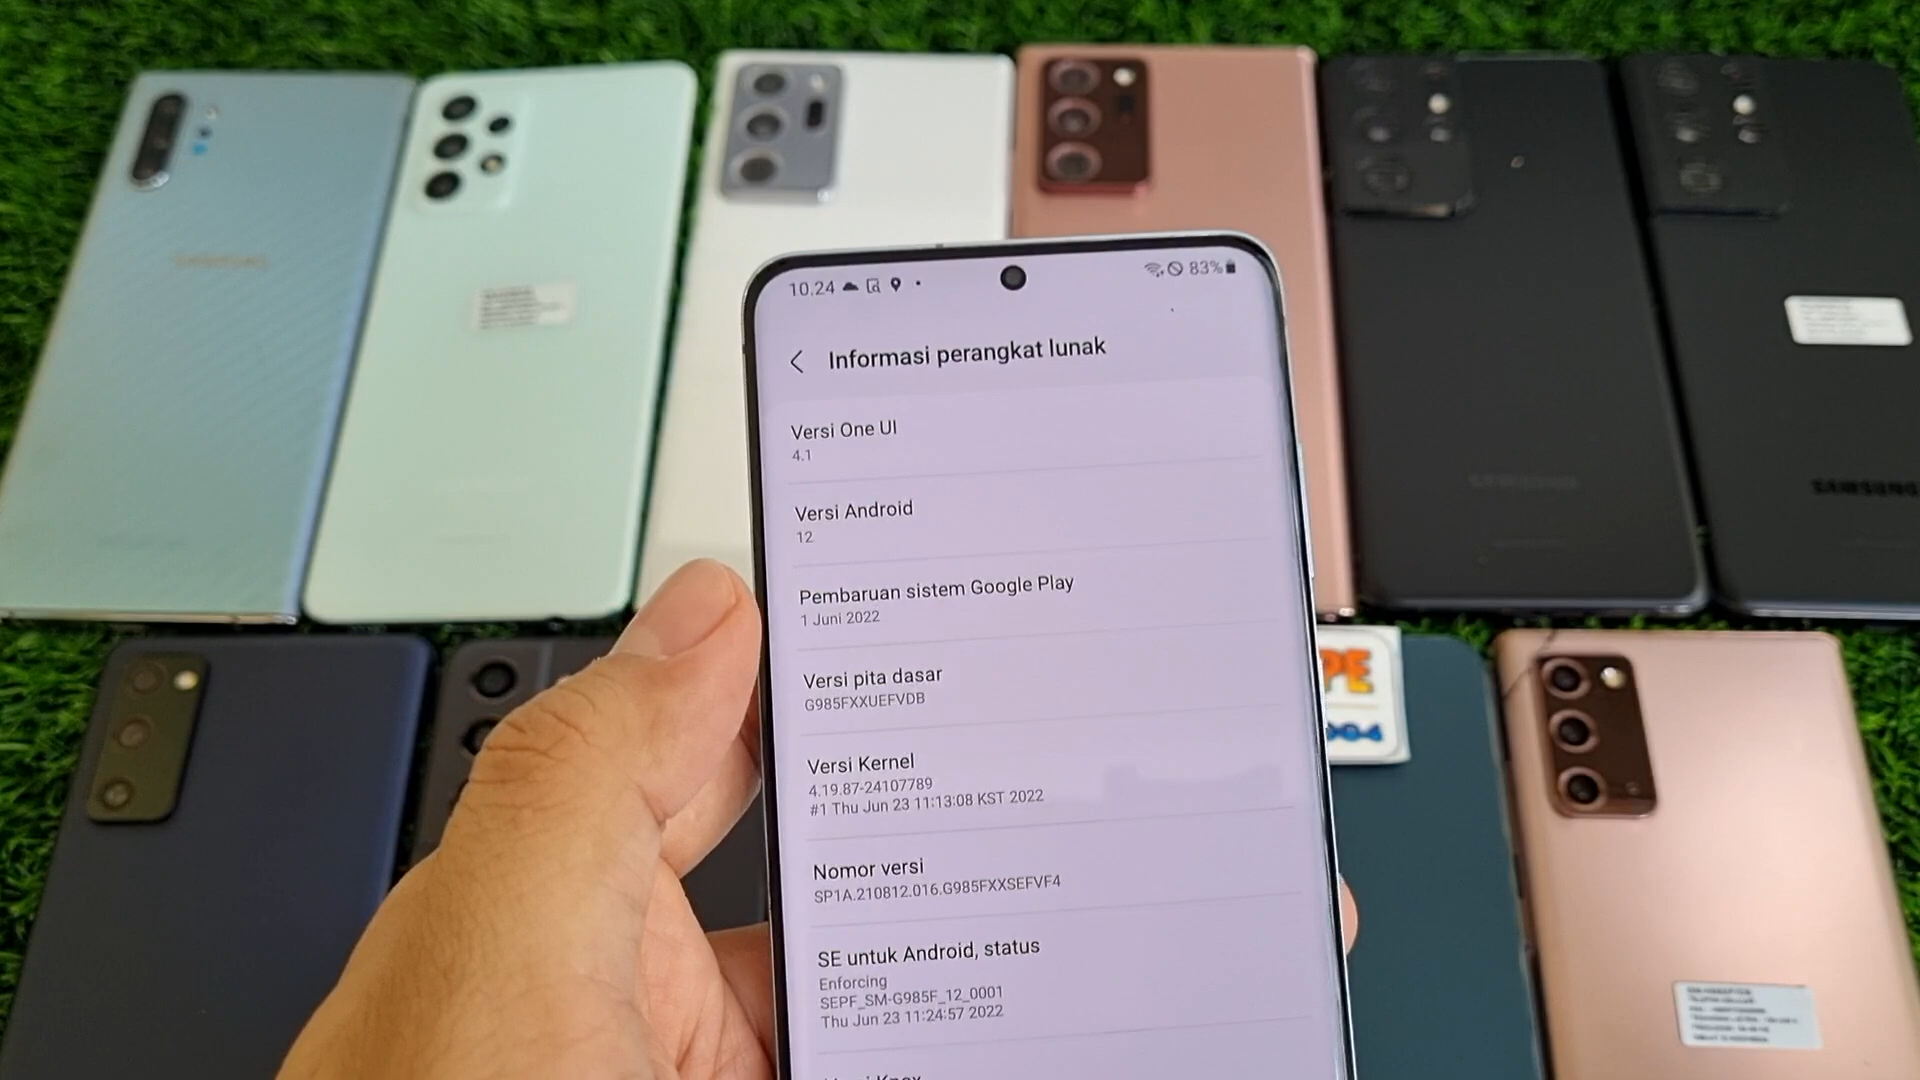 10.24
83%
Informasi perangkat lunak
Versi One UI
4.1
Versi Android
12
Pembaruan sistem Google Play
1 Juni 2022
Versi pita dasar
G985FXXUEFVDB
Versi Kernel
4.19.87-24107789
#1 Thu Jun 23 11:13:08 KST 2022
Nomor versi
SP1A.210812.016.G985FXXSEFVF4
SE untuk Android, status
Enforcing
SEPF_SM-G985F_12_0001
Thu Jun 23 11:24:57 2022
SAMSUNG